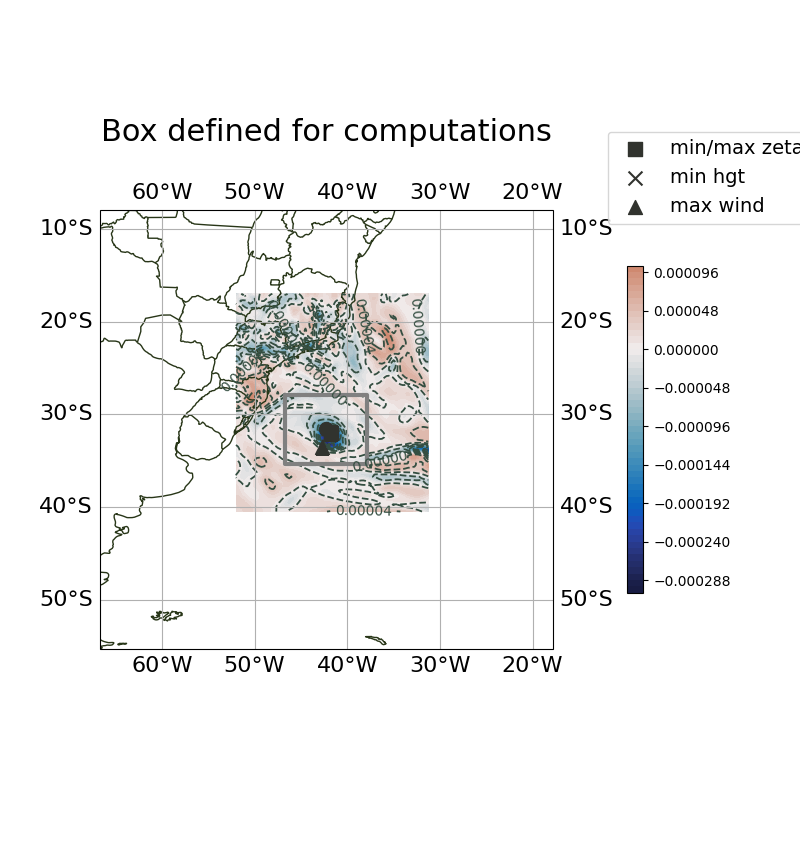 Box defined for computations
min/max zeta
min hgt
max wind
60°W 50°W 40°W 30°W 20°W
10°S 10°S
20°S 20°S
30°S 30°S
40°S 40°S
50°S 50°S
60°W 50°W 40°W 30°W 20°W
0.00000
0.00004
0.000096
0.000048
0.000000
−0.000048
−0.000096
−0.000144
−0.000192
−0.000240
−0.000288